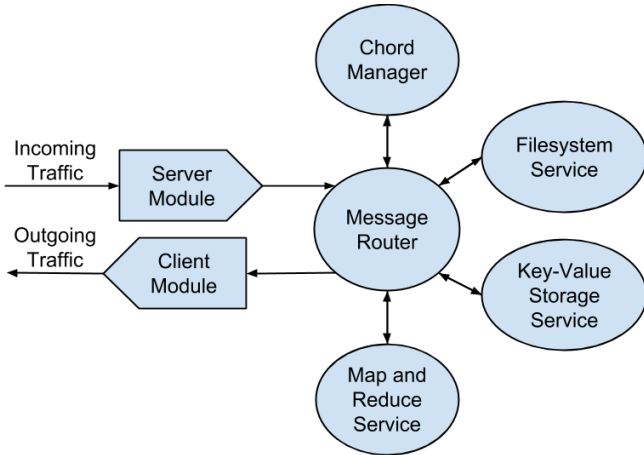 Chord
Manager
Incoming
Traffic
Server
Module
Filesystem
Service
Message
Router
Outgoing
Traffic
Client
Module
Key-Value
Storage
Service
Map and
Reduce
Service